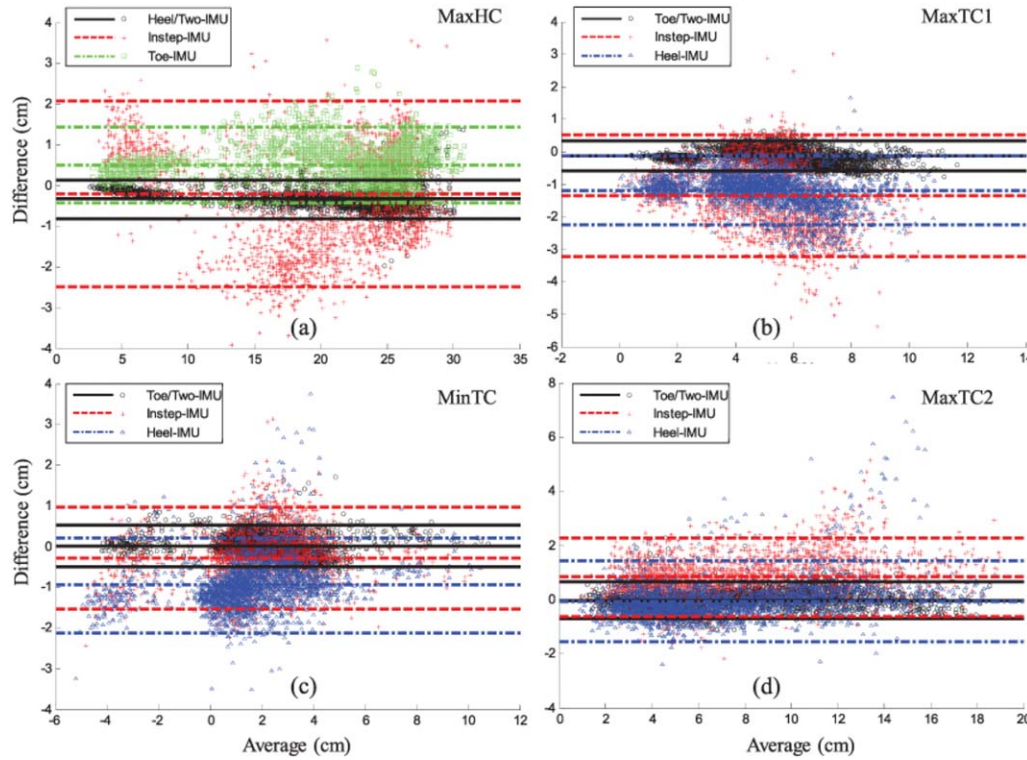 MaxHC
Heel/Two-IMU
Instep-IMU
Toe-IMU
4
3
2
1
0
-1
-2
-3
-4
0 5 10 15 20 25 30 35
Difference (cm)
(a)
MaxTC1
Toe/Two-IMU
Instep-IMU
Heel-IMU
4
3
2
1
0
-1
-2
-3
-4
-5
-6
-2 0 2 4 6 8 10 12 14
(b)
MinTC
Toe/Two-IMU
Instep-IMU
Heel-IMU
4
3
2
1
0
-1
-2
-3
-4
-6 -4 -2 0 2 4 6 8 10 12
Difference (cm)
Average (cm)
(c)
MaxTC2
Toe/Two-IMU
Instep-IMU
Heel-IMU
8
6
4
2
0
-2
-4
0 2 4 6 8 10 12 14 16 18 20
Average (cm)
(d)